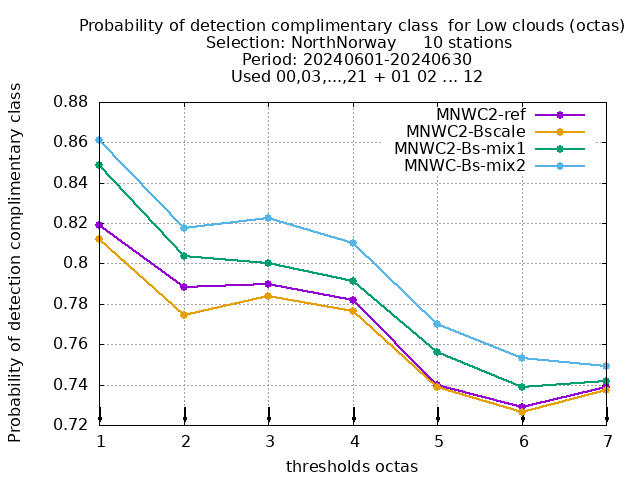 Probability of detection complimentary class  for Low clouds (octas)
Selection: NorthNorway     10 stations
Period: 20240601-20240630
Used 00,03,...,21 + 01 02 ... 12
Probability of detection complimentary class
0.88
0.86
0.84
0.82
0.8
0.78
0.76
0.74
0.72
MNWC2-ref
MNWC2-Bscale
MNWC2-Bs-mix1
MNWC-Bs-mix2
1 2 3 4 5 6 7
thresholds octas